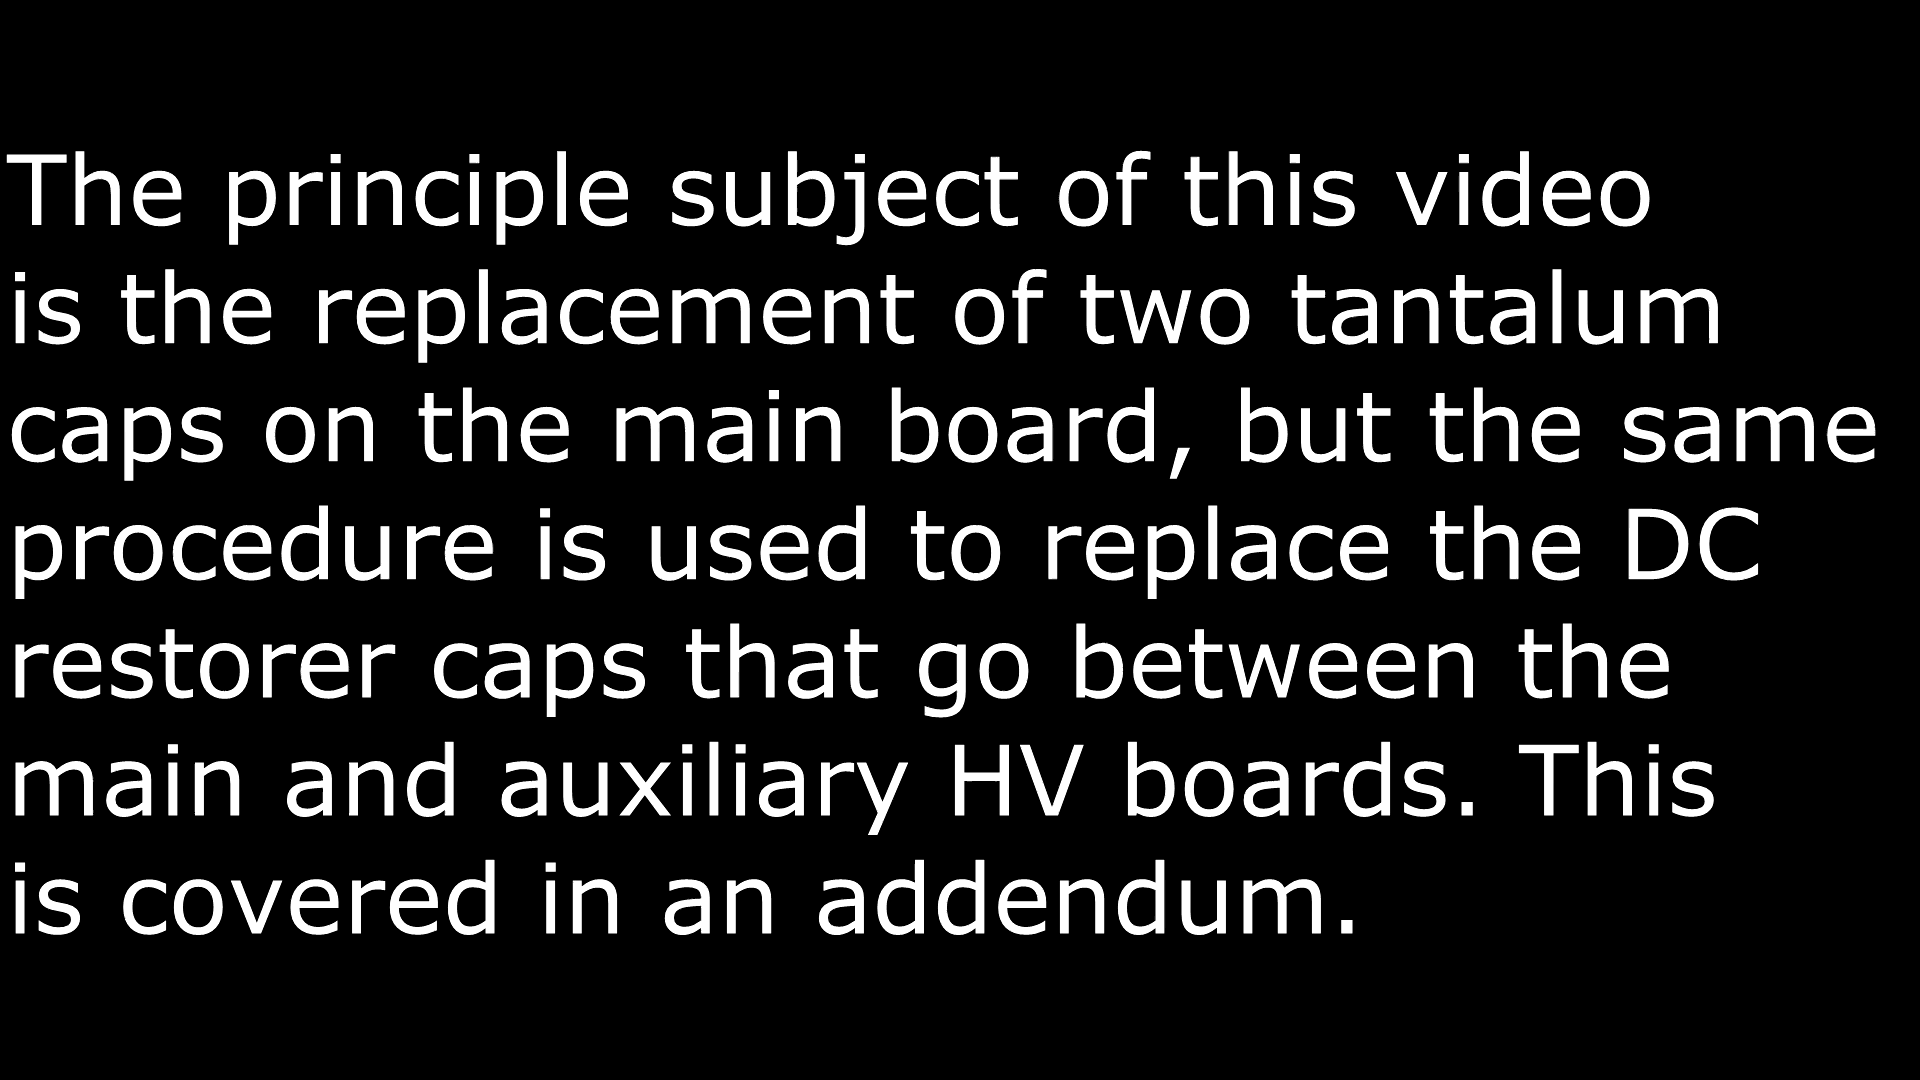 The principle subject of this video
is the replacement of two tantalum
caps on the main board, but the same
procedure is used to replace the DC
restorer caps that go between the
main and auxiliary HV boards. This
is covered in an addendum.